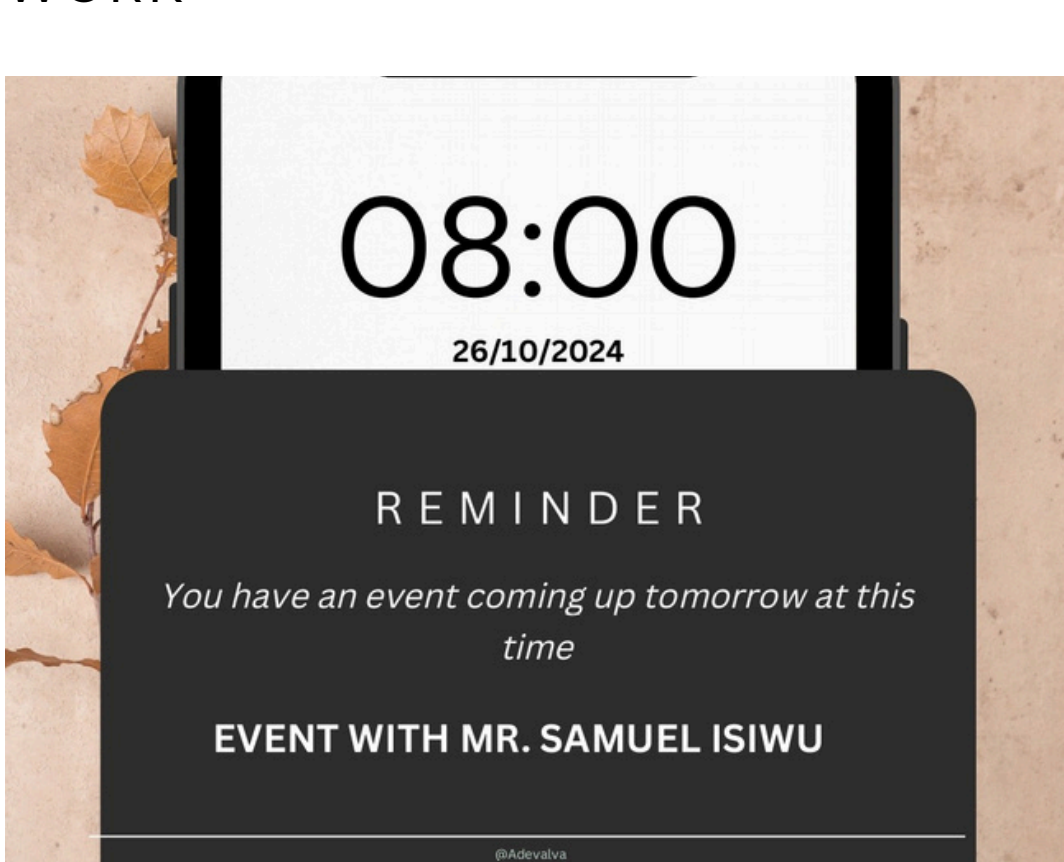 WORK
08:00
26/10/2024
REMINDER
You have an event coming up tomorrow at this
time
EVENT WITH MR. SAMUEL ISIWU
@Adevalva